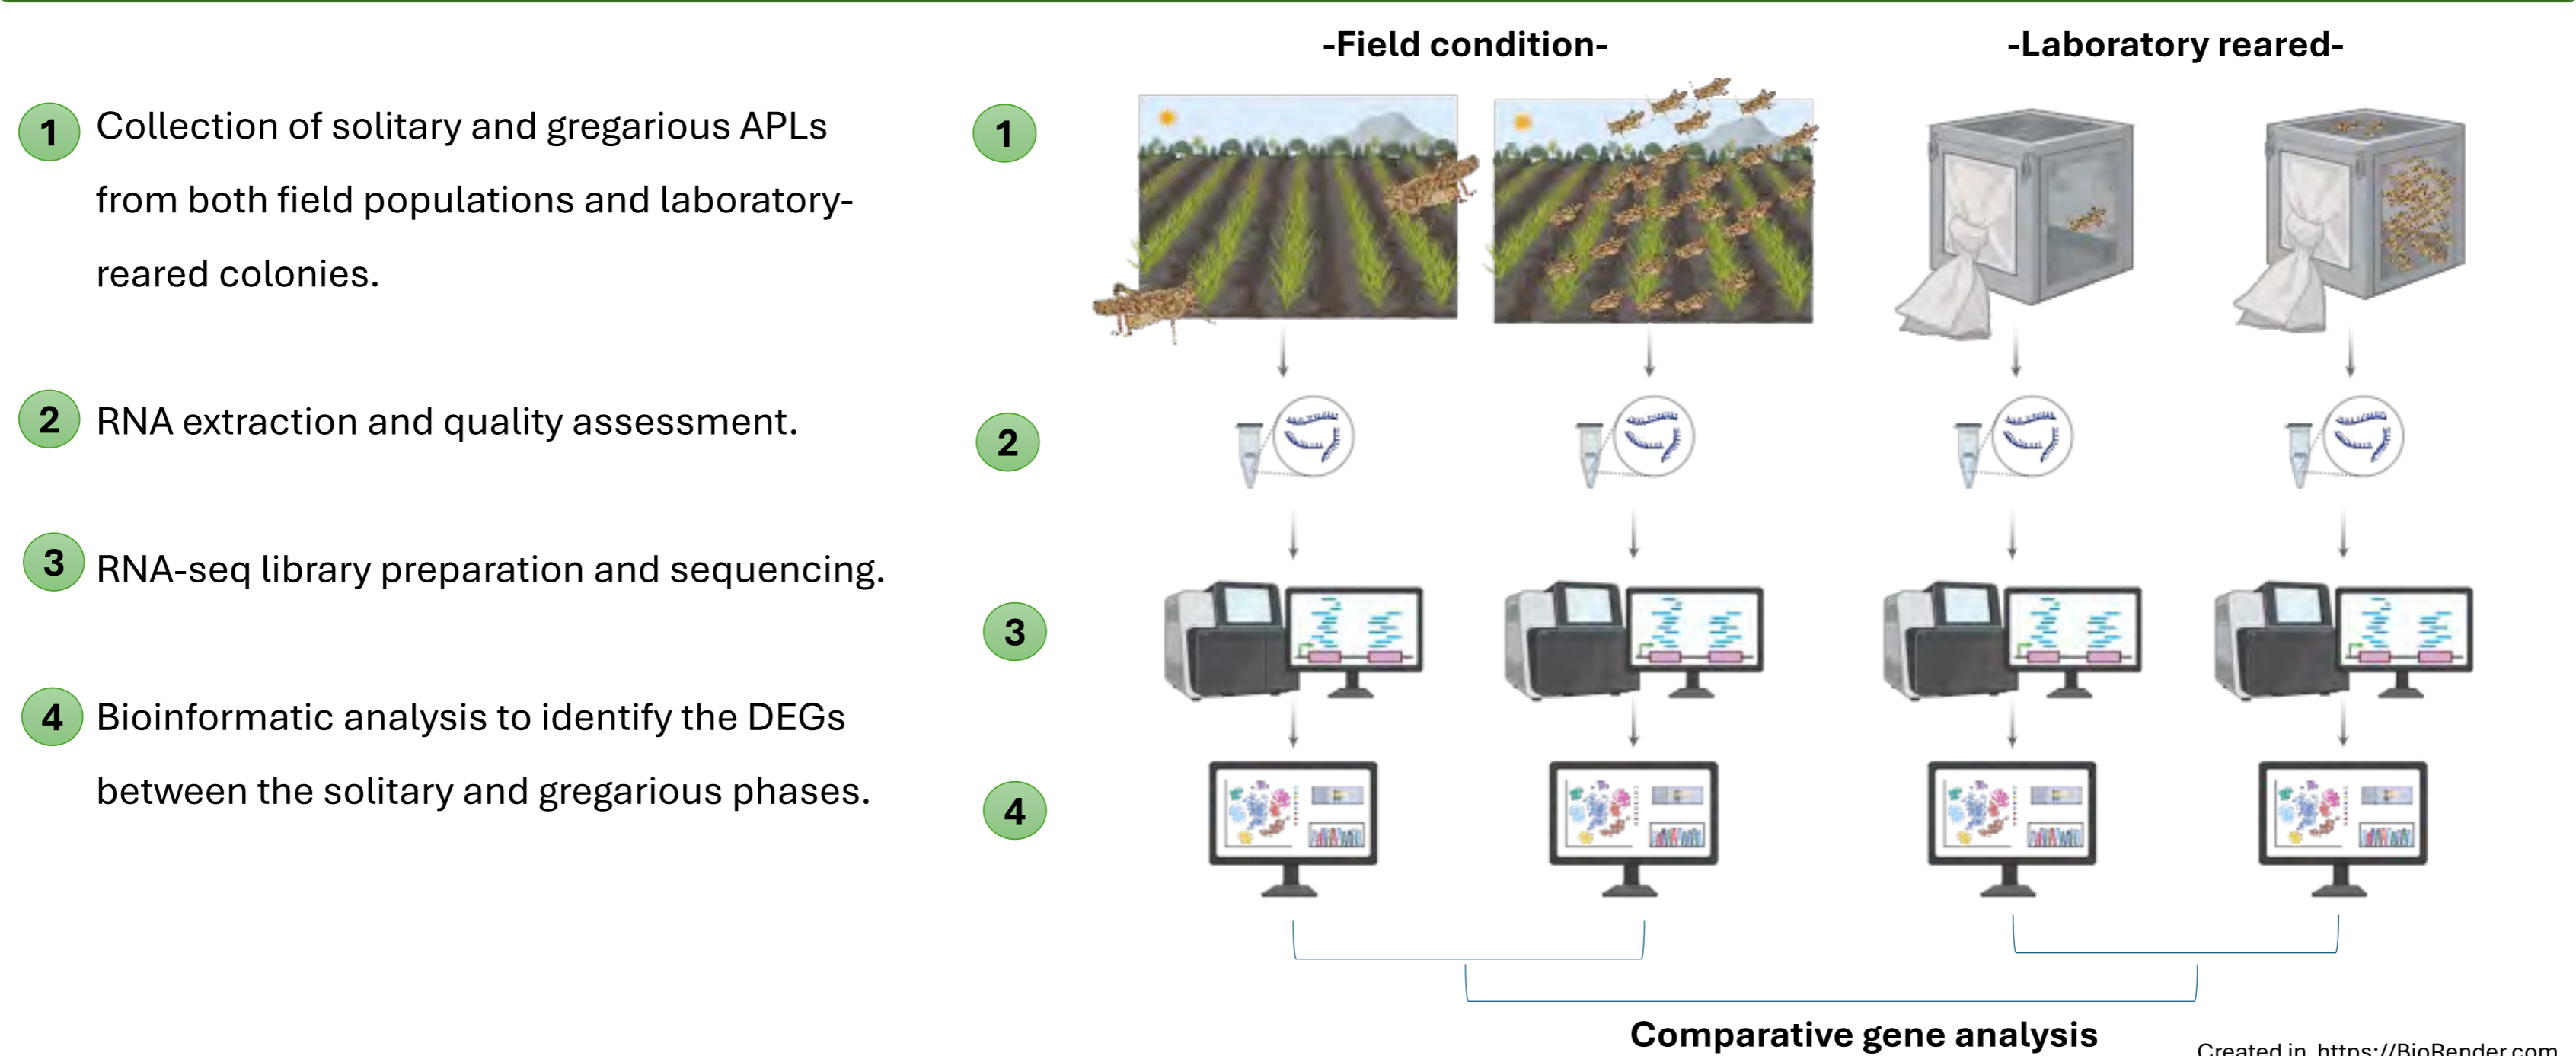 -Field condition-
-Laboratory reared-
1
Collection of solitary and gregarious APLs
from both field populations and laboratory-
reared colonies.
1
2
RNA extraction and quality assessment.
2
3
RNA-seq library preparation and sequencing.
3
4
Bioinformatic analysis to identify the DEGs
between the solitary and gregarious phases.
4
Comparative gene analysis
Created in https://BioRender.com